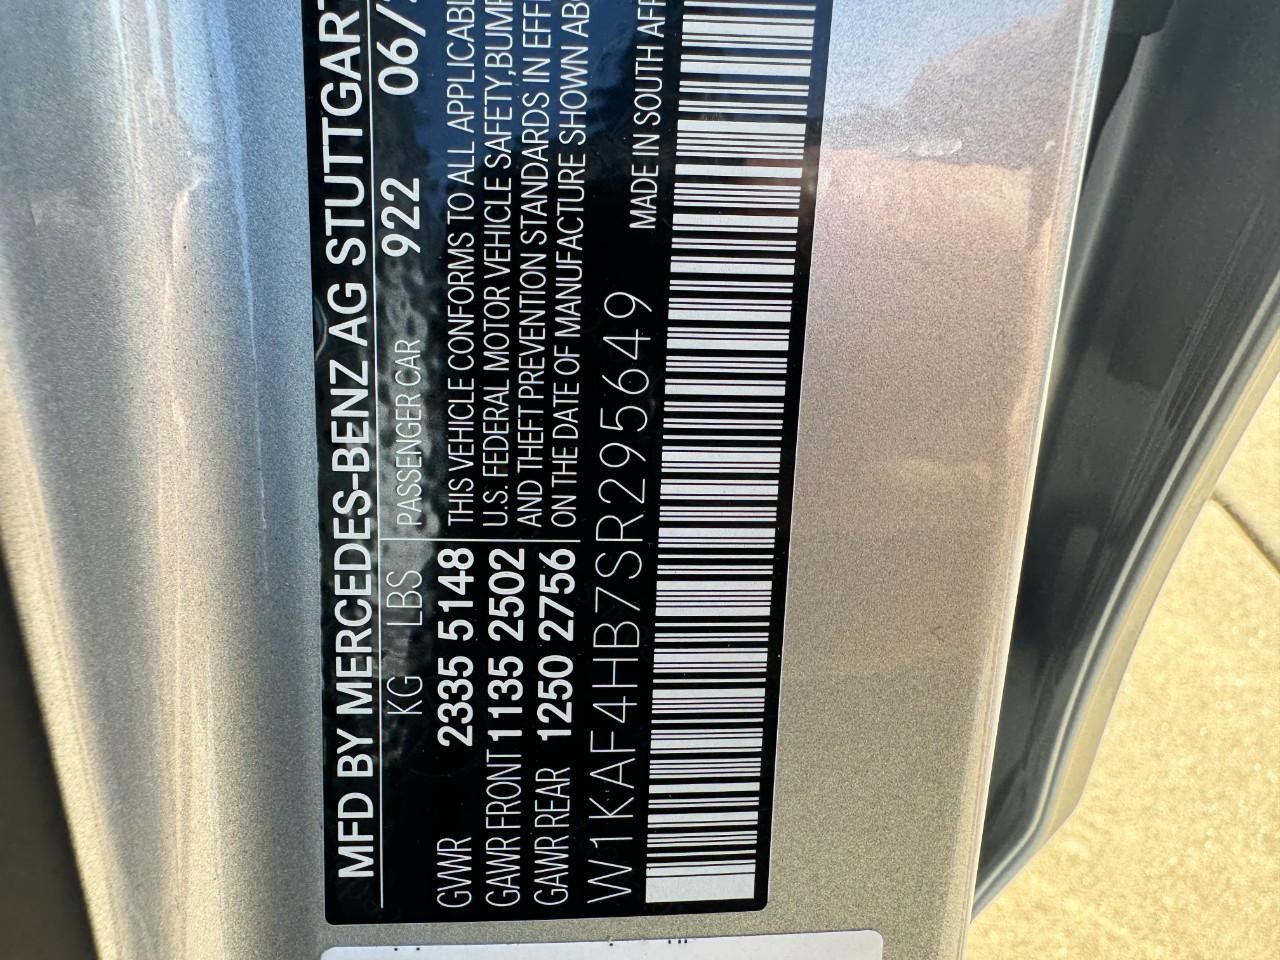 MFD BY MERCEDES-BENZ AG STUTTGART
KG LBS PASSENGER CAR 922 06/
GVWR 2335 5148 THIS VEHICLE CONFORMS TO ALL APPLICABL
GAWR FRONT 1135 2502 U.S. FEDERAL MOTOR VEHICLE SAFETY,BUMP
GAWR REAR 1250 2756 AND THEFT PREVENTION STANDARDS IN EFF
ON THE DATE OF MANUFACTURE SHOWN AB
W1KAF4HB7SR295649 MADE IN SOUTH AFR